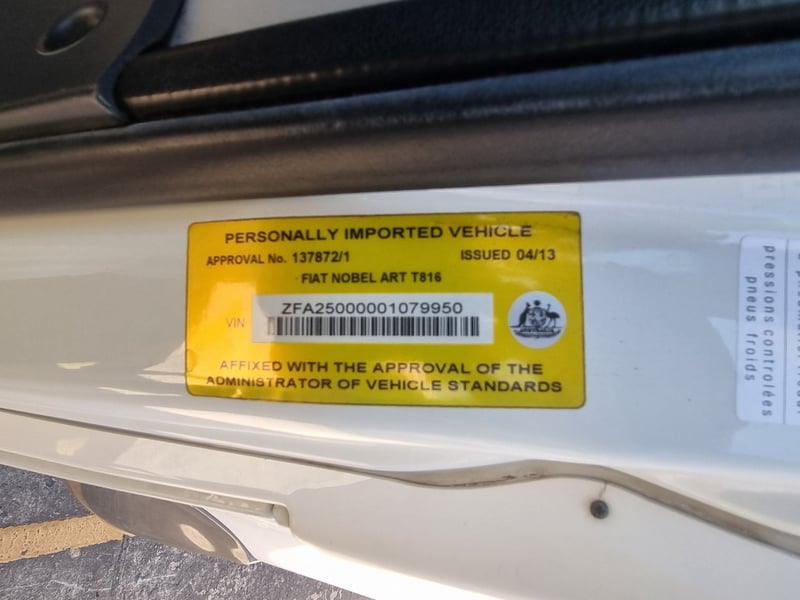 PERSONALLY IMPORTED VEHICLE
APPROVAL No. 137872/1 ISSUED 04/13
FIAT NOBEL ART T816
VIN ZFA25000001079950
AFFIXED WITH THE APPROVAL OF THE
ADMINISTRATOR OF VEHICLE STANDARDS
pressions controlées
pneus froids